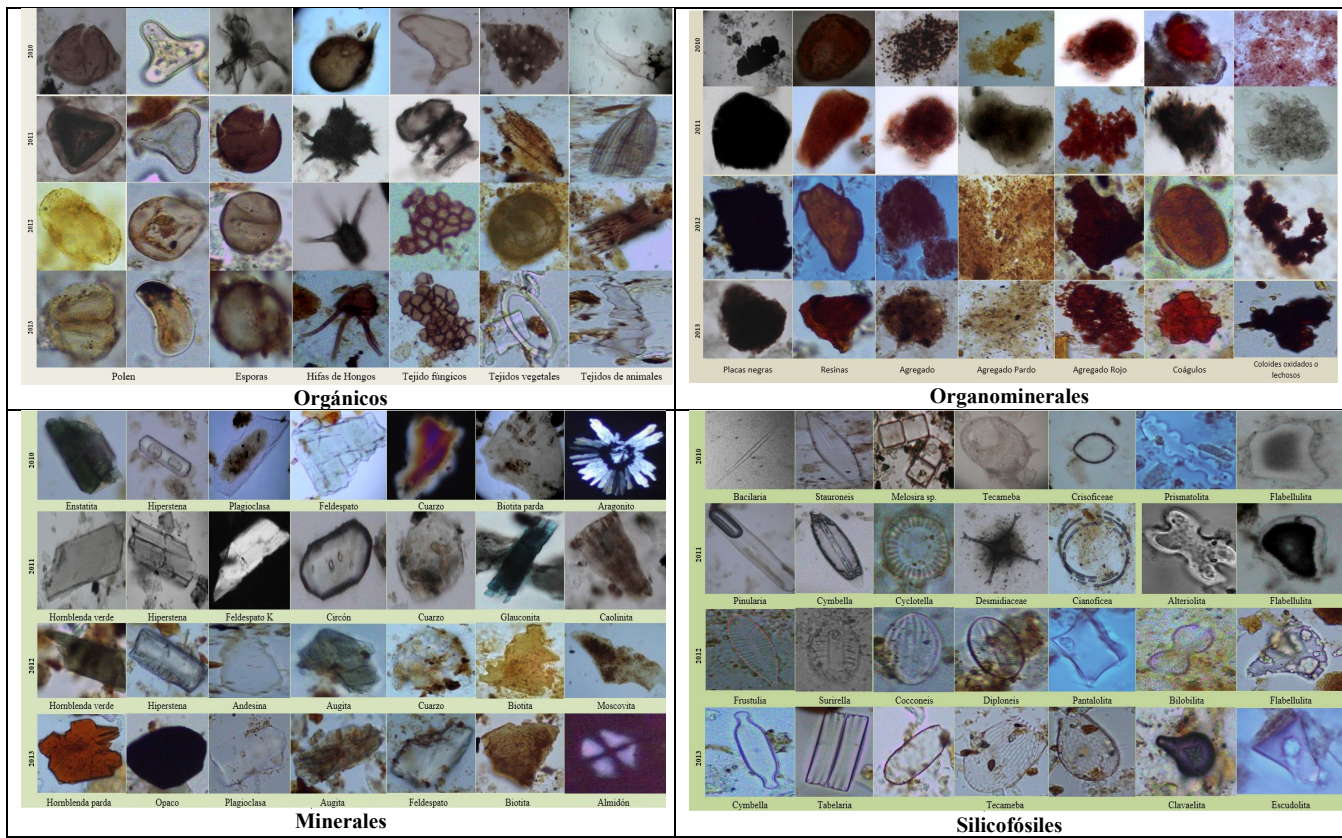 2010
2011
2012
2013
Polen Esporas Hifas de Hongos Tejido fúngicos Tejidos vegetales Tejidos de animales
Orgánicos
2010
2011
2012
2013
Placas negras Resinas Agregado Agregado Pardo Agregado Rojo Coágulos Coloides oxidados o
lechosos
Organominerales
2010
Enstatita Hiperstena Plagioclasa Feldespato Cuarzo Biotita parda Aragonito
2011
Hornblenda verde Hiperstena Feldespato K Circón Cuarzo Glauconita Caolinita
2012
Hornblenda verde Hiperstena Andesina Augita Cuarzo Biotita Moscovita
2013
Hornblenda parda Opaco Plagioclasa Augita Feldespato Biotita Almidón
Minerales
2010
Bacilaria Stauroneis Melosira sp. Tecameba Crisoficeae Prismatolita Flabellulita
2011
Pinularia Cymbella Cyclotella Desmidiaceae Cianoficea Alteriolita Flabellulita
2012
Frustulia Surirella Cocconeis Diploneis Pantalolita Bilobilita Flabellulita
2013
Cymbella Tabelaria Tecameba Clavaelita Escudolita
Silicofósiles